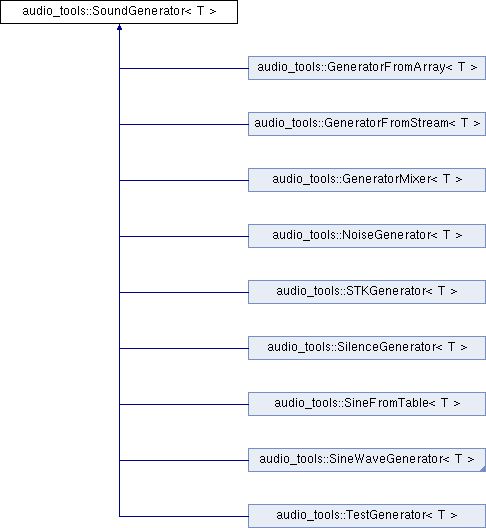 audio_tools::SoundGenerator< T >
audio_tools::GeneratorFromArray< T >
audio_tools::GeneratorFromStream< T >
audio_tools::GeneratorMixer< T >
audio_tools::NoiseGenerator< T >
audio_tools::STKGenerator< T >
audio_tools::SilenceGenerator< T >
audio_tools::SineFromTable< T >
audio_tools::SineWaveGenerator< T >
audio_tools::TestGenerator< T >